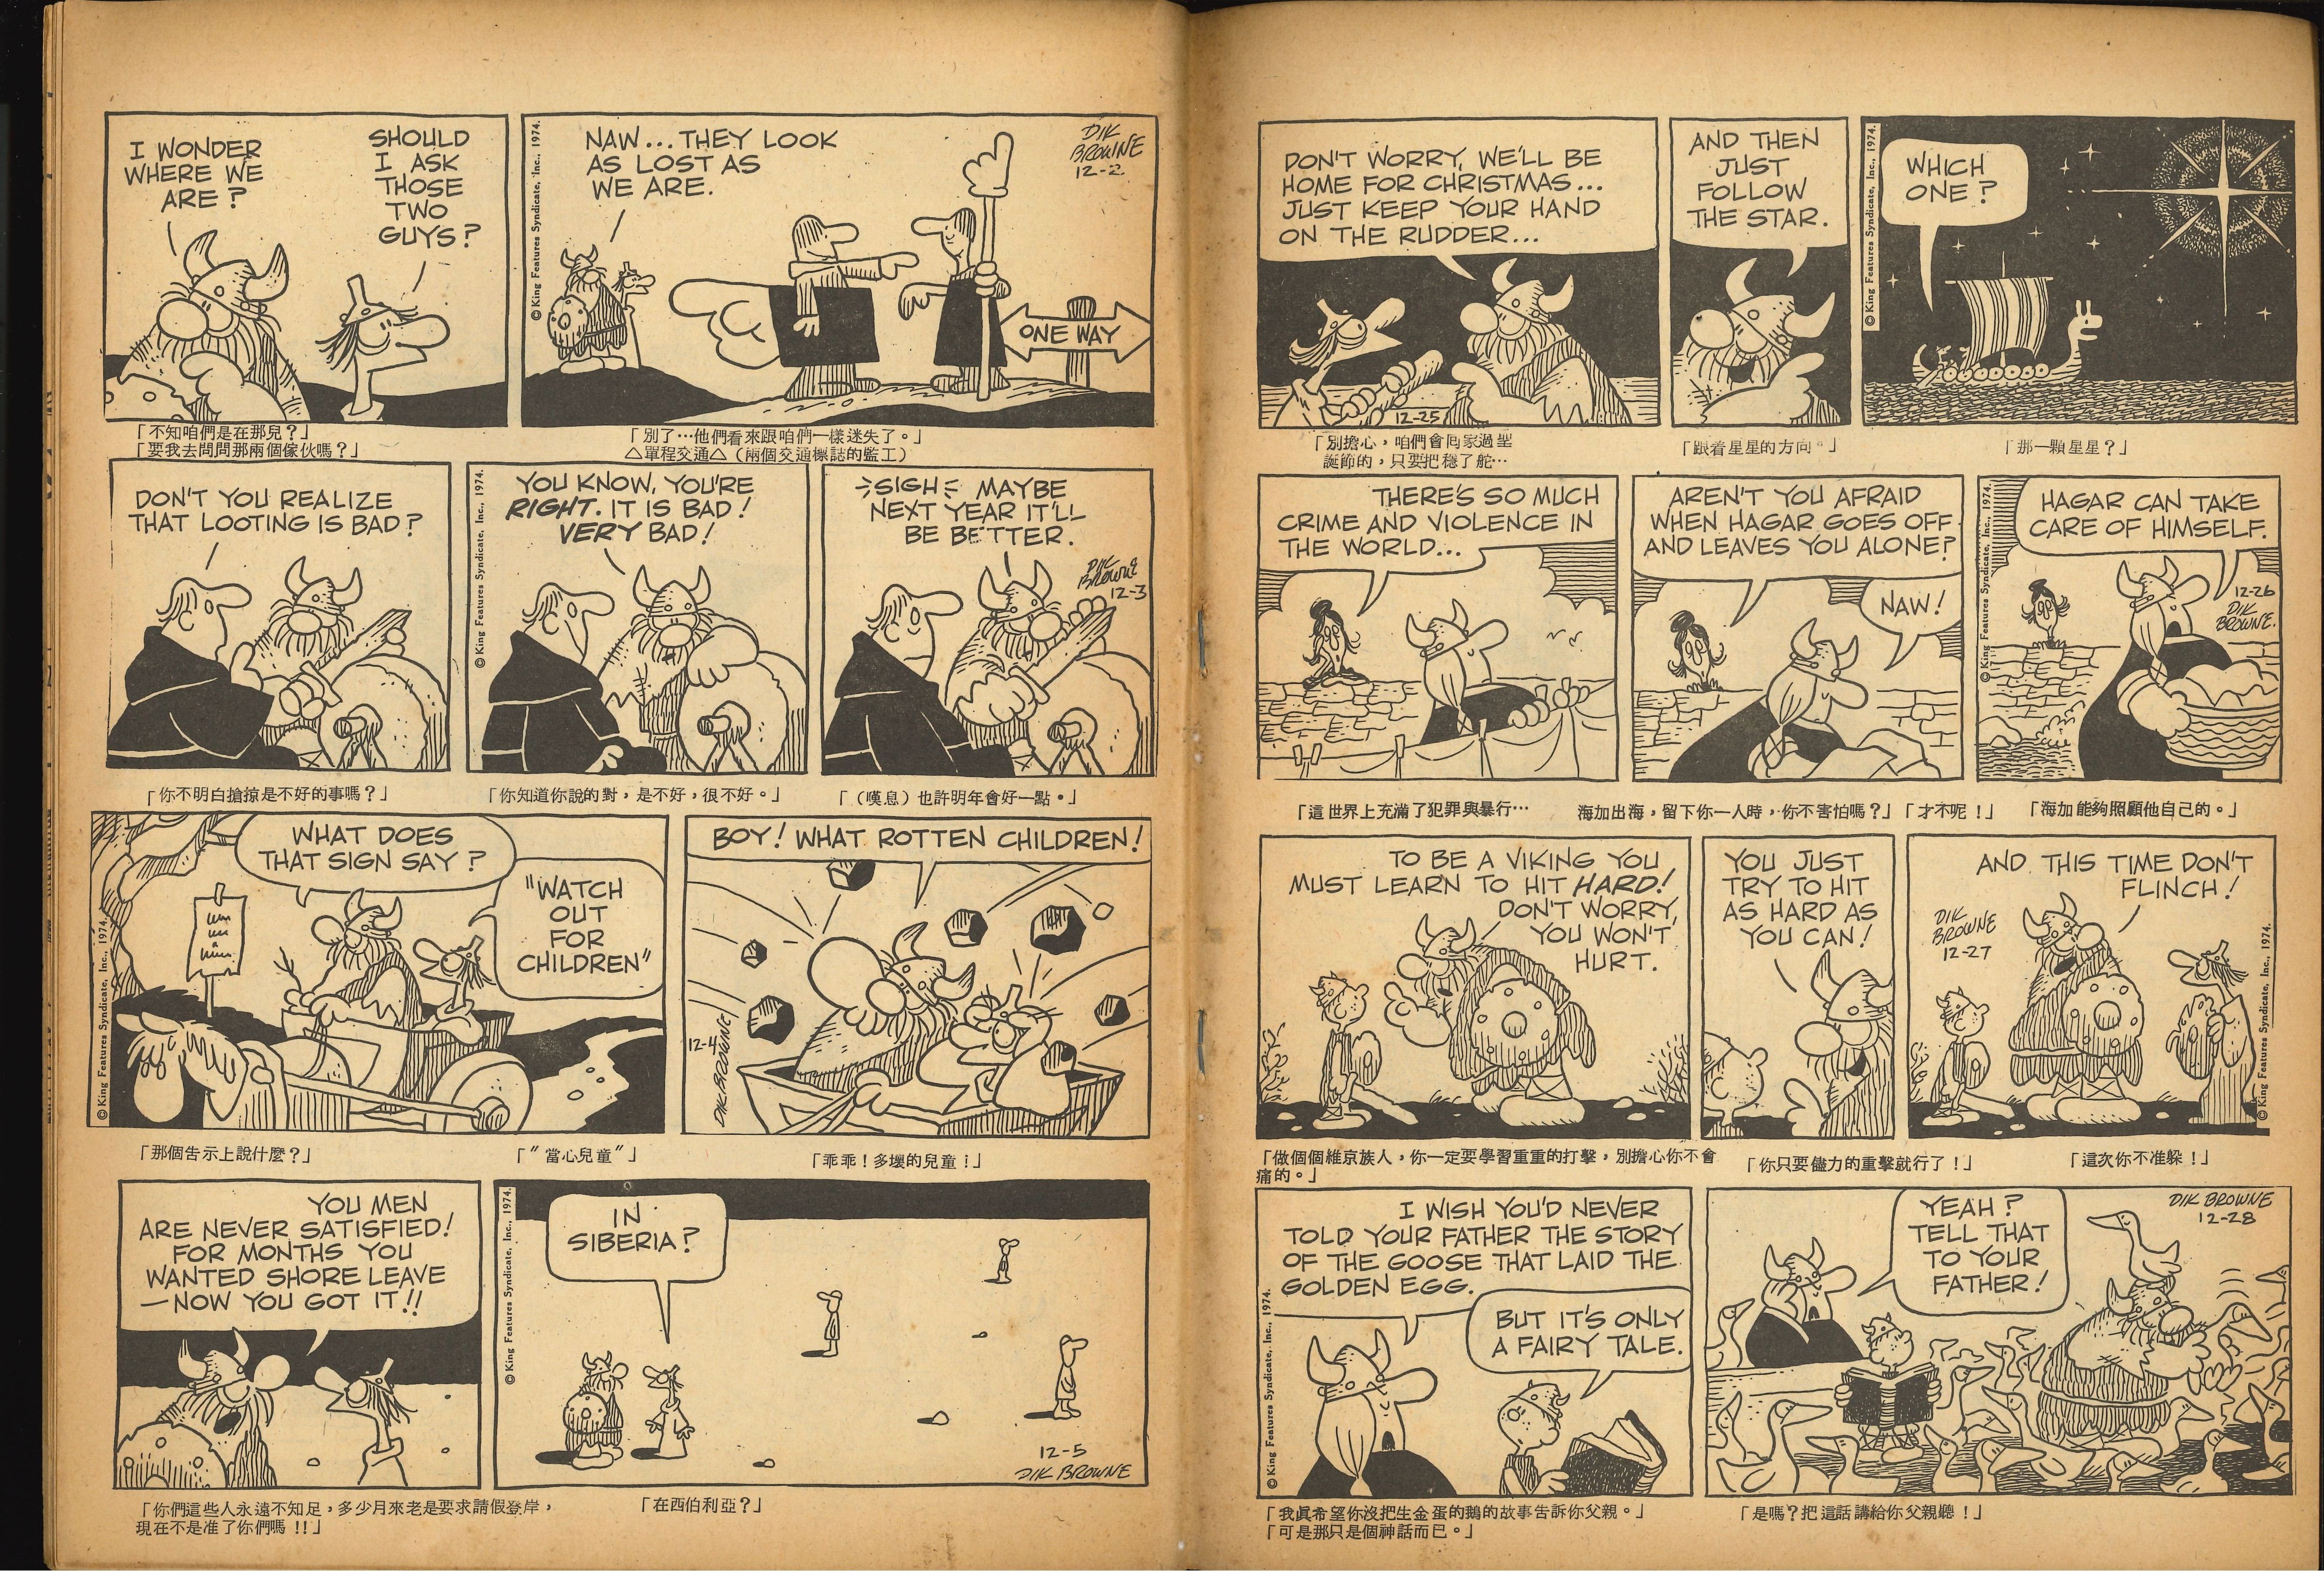 I WONDER
WHERE WE
ARE?
SHOULD
I ASK
THOSE
TWO
GUYS?
© King Features Syndicate, Inc., 1974.
NAW... THEY LOOK
AS LOST AS
WE ARE.
DIK
BROWNE
12-2
ONE WAY
「不知咱們是在那兒？」
「要我去問問那兩個傢伙嗎？」
「別了…他們看來跟咱們一樣迷失了。」
△單程交通△（兩個交通標誌的監工）
DON'T YOU REALIZE
THAT LOOTING IS BAD?
© King Features Syndicate, Inc., 1974.
YOU KNOW, YOU'RE
RIGHT. IT IS BAD!
VERY BAD!
SIGH MAYBE
NEXT YEAR IT'LL
BE BETTER.
DIK
BROWNE
12-3
「你不明白搶掠是不好的事嗎？」
「你知道你說的對，是不好，很不好。」
「（嘆息）也許明年會好一點。」
© King Features Syndicate, Inc., 1974.
WHAT DOES
THAT SIGN SAY?
"WATCH
OUT
FOR
CHILDREN"
BOY! WHAT ROTTEN CHILDREN!
12-4
DIK BROWNE
「那個告示上說什麼？」
「"當心兒童"」
「乖乖！多壞的兒童！」
YOU MEN
ARE NEVER SATISFIED!
FOR MONTHS YOU
WANTED SHORE LEAVE
—NOW YOU GOT IT!!
© King Features Syndicate, Inc., 1974.
IN
SIBERIA?
12-5
DIK BROWNE
「你們這些人永遠不知足，多少月來老是要求請假登岸，
現在不是准了你們嗎！！」
「在西伯利亞？」
DON'T WORRY, WE'LL BE
HOME FOR CHRISTMAS...
JUST KEEP YOUR HAND
ON THE RUDDER...
12-25
AND THEN
JUST
FOLLOW
THE STAR.
© King Features Syndicate, Inc., 1974.
WHICH
ONE?
「別擔心，咱們會回家過聖
誕節的，只要把穩了舵…
「跟着星星的方向。」
「那一顆星星？」
THERE'S SO MUCH
CRIME AND VIOLENCE IN
THE WORLD...
AREN'T YOU AFRAID
WHEN HAGAR GOES OFF
AND LEAVES YOU ALONE?
NAW!
© King Features Syndicate, Inc., 1974.
HAGAR CAN TAKE
CARE OF HIMSELF.
12-26
DIK
BROWNE.
「這世界上充滿了犯罪與暴行…
海加出海，留下你一人時，你不害怕嗎？」「才不呢！」
「海加能夠照顧他自己的。」
TO BE A VIKING YOU
MUST LEARN TO HIT HARD!
DON'T WORRY,
YOU WON'T
HURT.
YOU JUST
TRY TO HIT
AS HARD AS
YOU CAN!
AND THIS TIME DON'T
FLINCH!
DIK
BROWNE
12-27
© King Features Syndicate, Inc., 1974.
「做個個維京族人，你一定要學習重重的打擊，別擔心你不會
痛的。」
「你只要儘力的重擊就行了！」
「這次你不准躲！」
I WISH YOU'D NEVER
TOLD YOUR FATHER THE STORY
OF THE GOOSE THAT LAID THE
GOLDEN EGG.
BUT IT'S ONLY
A FAIRY TALE.
© King Features Syndicate, Inc., 1974.
YEAH?
TELL THAT
TO YOUR
FATHER!
DIK BROWNE
12-28
「我眞希望你沒把生金蛋的鵝的故事告訴你父親。」
「可是那只是個神話而已。」
「是嗎？把這話講給你父親聽！」